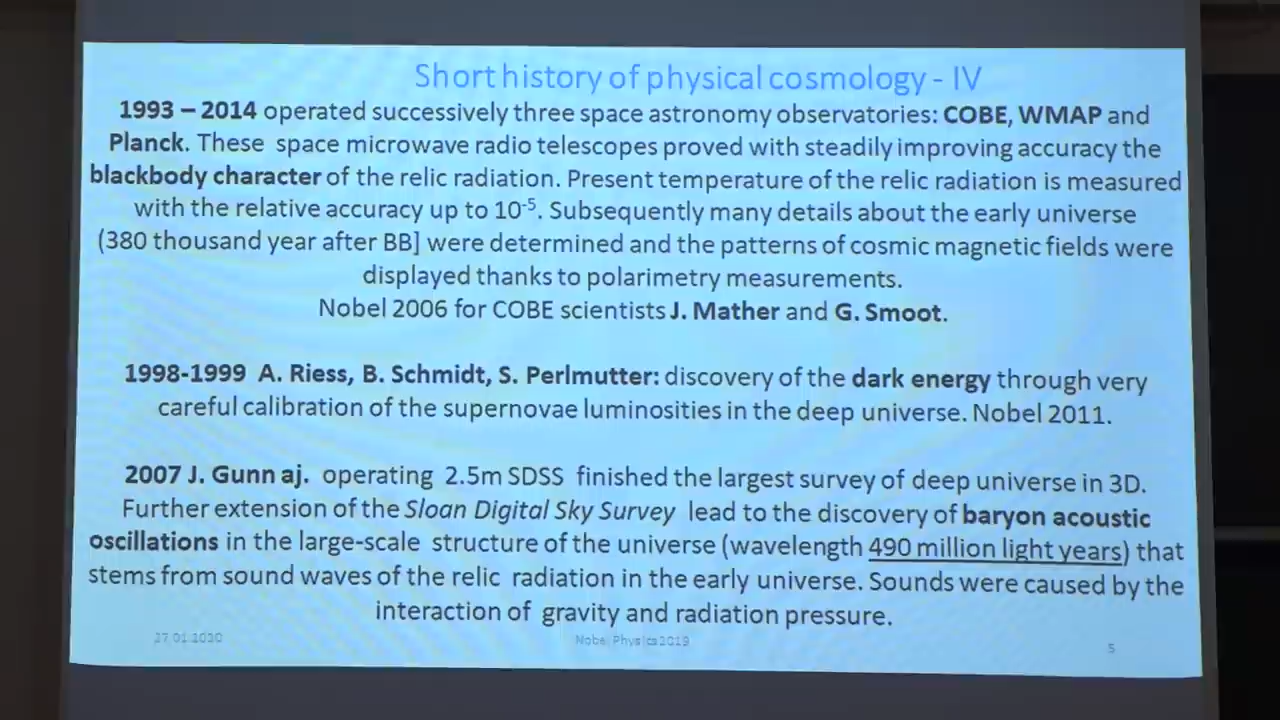 Short history of physical cosmology - IV
1993 – 2014 operated successively three space astronomy observatories: COBE, WMAP and
Planck. These space microwave radio telescopes proved with steadily improving accuracy the
blackbody character of the relic radiation. Present temperature of the relic radiation is measured
with the relative accuracy up to 10⁻⁵. Subsequently many details about the early universe
(380 thousand year after BB] were determined and the patterns of cosmic magnetic fields were
displayed thanks to polarimetry measurements.
Nobel 2006 for COBE scientists J. Mather and G. Smoot.
1998-1999 A. Riess, B. Schmidt, S. Perlmutter: discovery of the dark energy through very
careful calibration of the supernovae luminosities in the deep universe. Nobel 2011.
2007 J. Gunn aj. operating 2.5m SDSS finished the largest survey of deep universe in 3D.
Further extension of the Sloan Digital Sky Survey lead to the discovery of baryon acoustic
oscillations in the large-scale structure of the universe (wavelength 490 million light years) that
stems from sound waves of the relic radiation in the early universe. Sounds were caused by the
interaction of gravity and radiation pressure.
27.01.2020 Nobel Physics2019 5